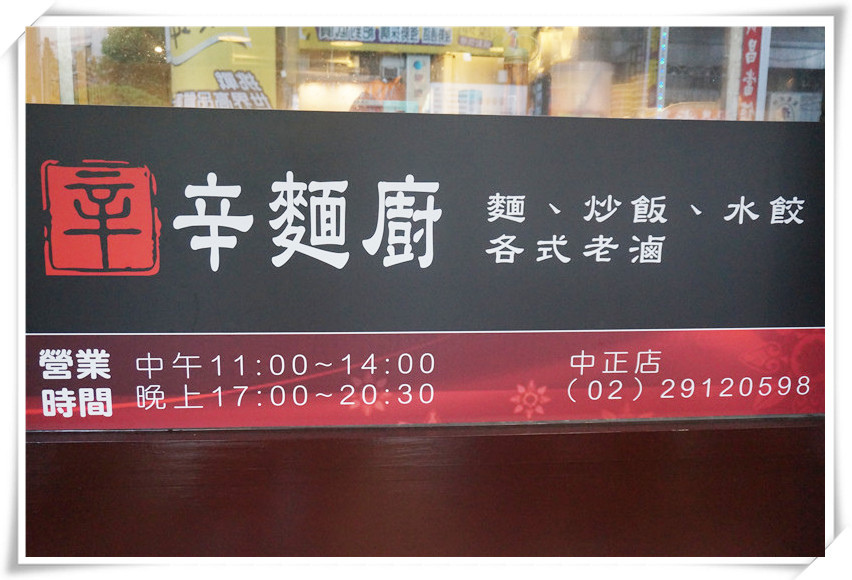 辛
辛麵廚
麵、炒飯、水餃
各式老滷
營業時間
中午11:00~14:00
晚上17:00~20:30
中正店
(02)29120598